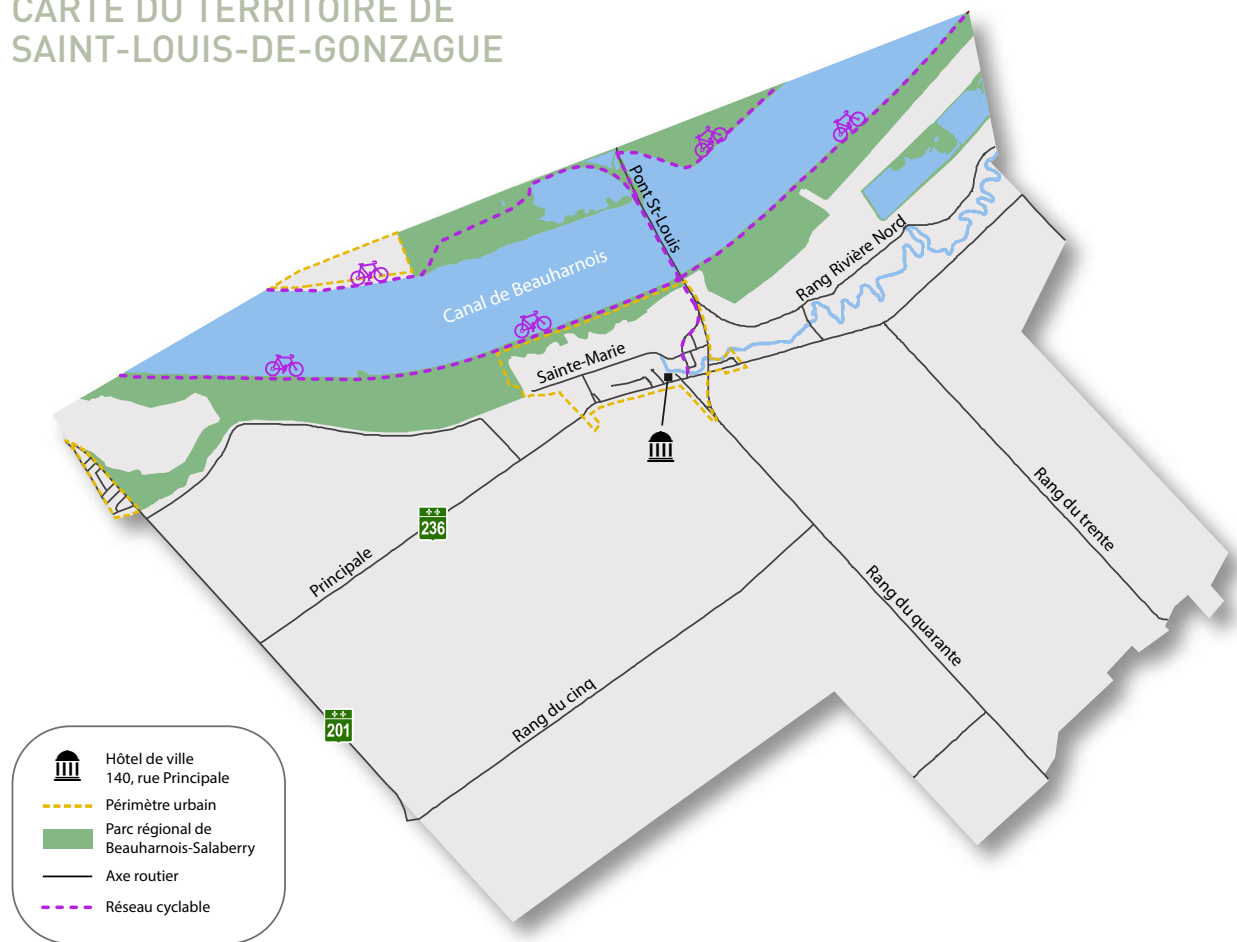 CARTE DU TERRITOIRE DE
SAINT-LOUIS-DE-GONZAGUE
Pont St-Louis
Canal de Beauharnois
Rang Rivière Nord
Sainte-Marie
Rang du trente
236
Principale
Rang du quarante
Rang du cinq
201
Hôtel de ville
140, rue Principale
Périmètre urbain
Parc régional de
Beauharnois-Salaberry
Axe routier
Réseau cyclable